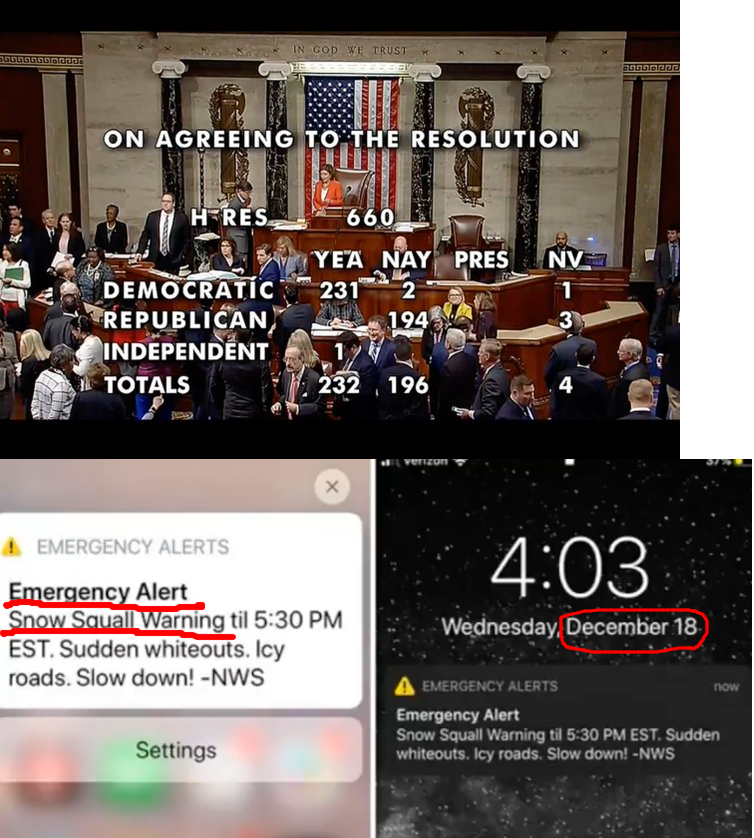 IN GOD WE TRUST
ON AGREEING TO THE RESOLUTION
H RES 660
YEA NAY PRES NV
DEMOCRATIC 231 2 1
REPUBLICAN 194 3
INDEPENDENT 1
TOTALS 232 196 4
EMERGENCY ALERTS
Emergency Alert
Snow Squall Warning til 5:30 PM
EST. Sudden whiteouts. Icy
roads. Slow down! -NWS
Settings
verizon 37%
4:03
Wednesday, December 18
EMERGENCY ALERTS now
Emergency Alert
Snow Squall Warning til 5:30 PM EST. Sudden
whiteouts. Icy roads. Slow down! -NWS